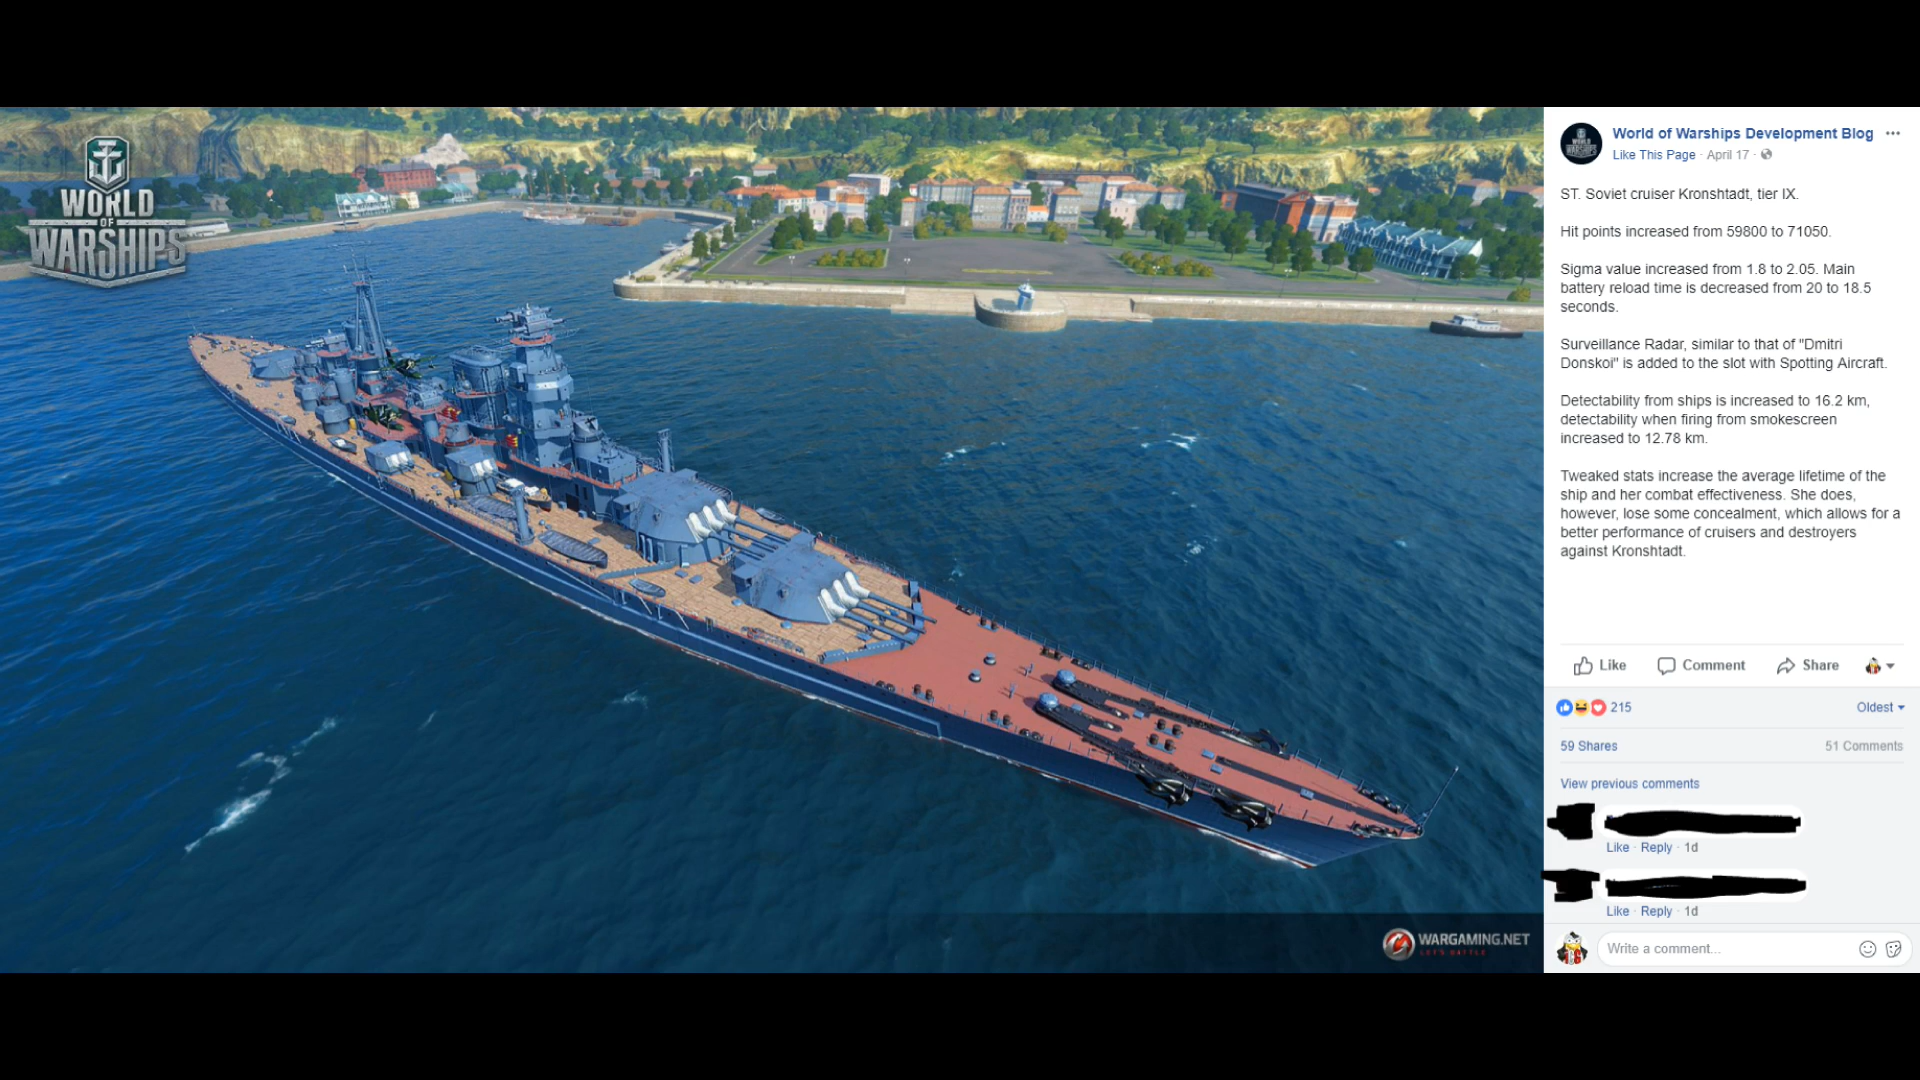 WORLD
OF
WARSHIPS
World of Warships Development Blog
Like This Page · April 17 ·
ST. Soviet cruiser Kronshtadt, tier IX.
Hit points increased from 59800 to 71050.
Sigma value increased from 1.8 to 2.05. Main
battery reload time is decreased from 20 to 18.5
seconds.
Surveillance Radar, similar to that of "Dmitri
Donskoi" is added to the slot with Spotting Aircraft.
Detectability from ships is increased to 16.2 km,
detectability when firing from smokescreen
increased to 12.78 km.
Tweaked stats increase the average lifetime of the
ship and her combat effectiveness. She does,
however, lose some concealment, which allows for a
better performance of cruisers and destroyers
against Kronshtadt.
Like Comment Share
215 Oldest
59 Shares 51 Comments
View previous comments
Like · Reply · 1d
Like · Reply · 1d
Write a comment...
WARGAMING.NET
LET'S BATTLE